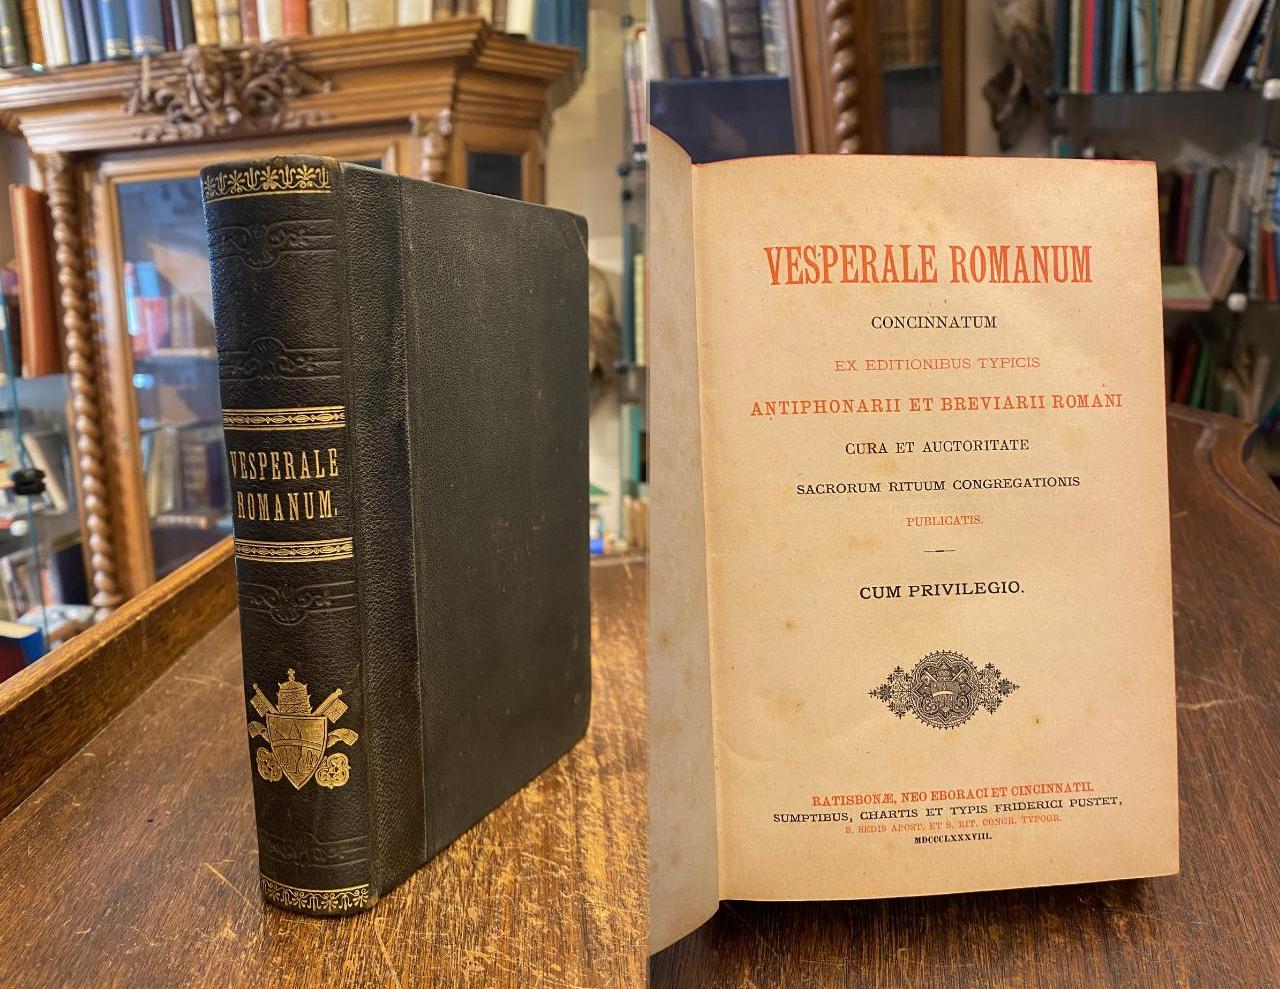 VESPERALE
ROMANUM.
VESPERALE ROMANUM
CONCINNATUM
EX EDITIONIBUS TYPICIS
ANTIPHONARII ET BREVIARII ROMANI
CURA ET AUCTORITATE
SACRORUM RITUUM CONGREGATIONIS
PUBLICATIS.
CUM PRIVILEGIO.
RATISBONÆ, NEO EBORACI ET CINCINNATII.
SUMPTIBUS, CHARTIS ET TYPIS FRIDERICI PUSTET,
S. SEDIS APOST. ET S. RIT. CONGR. TYPOGR.
MDCCCLXXXVIII.